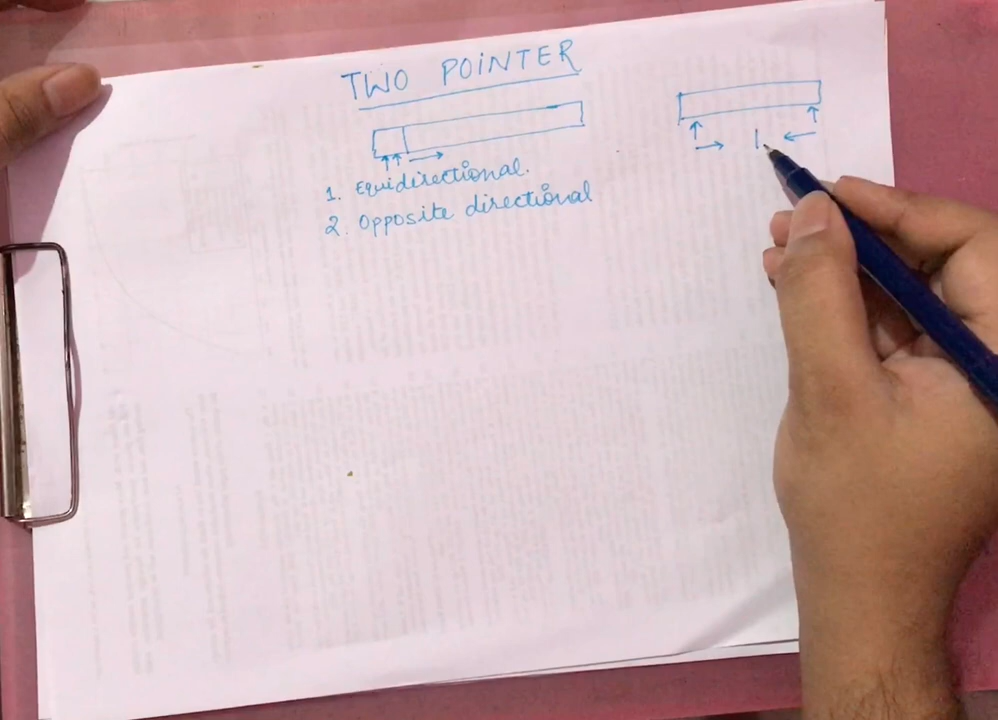 TWO POINTER
1. Equidirectional.
2. Opposite directional